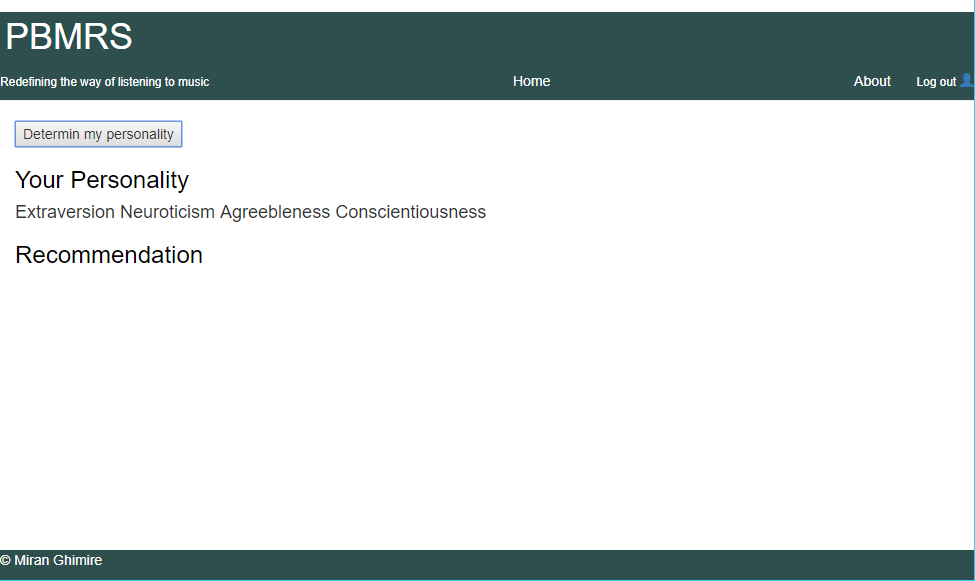 PBMRS
Redefining the way of listening to music Home About Log out
Determin my personality
Your Personality
Extraversion Neuroticism Agreebleness Conscientiousness
Recommendation
© Miran Ghimire